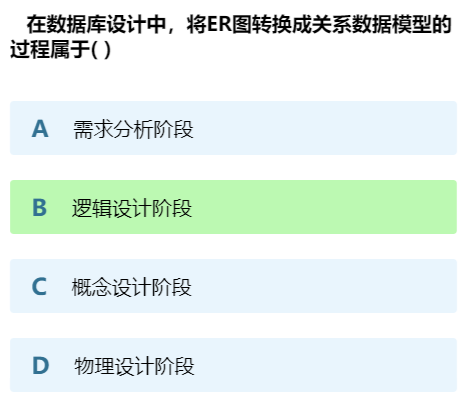 在数据库设计中，将ER图转换成关系数据模型的
过程属于( )
A 需求分析阶段
B 逻辑设计阶段
C 概念设计阶段
D 物理设计阶段